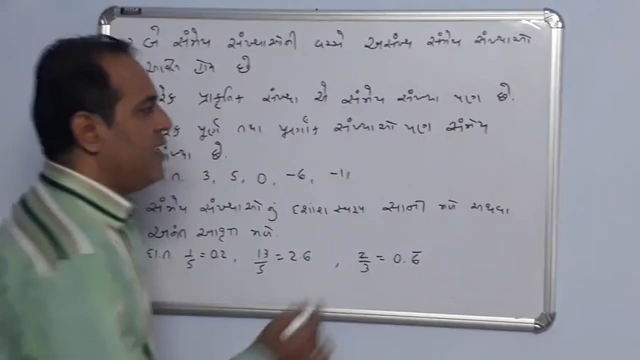 બે સંમેય સંખ્યાઓની વચ્ચે અસંખ્ય સંમેય સંખ્યાઓ
આવેલ હોય છે
પ્રાકૃતિક સંખ્યા એ સંમેય સંખ્યા પણ છે.
પૂર્ણ તથા પૂર્ણાંક સંખ્યાઓ પણ સંમેય
છે.
ત. 3, 5, 0, -6, -11
સંમેય સંખ્યાઓનું દશાંશ સ્વરૂપ સાન્ત મળે અથવા
અનંત આવૃત્ત મળે.
દા.ત 1/5 = 0.2, 13/5 = 2.6, 2/3 = 0.6̅